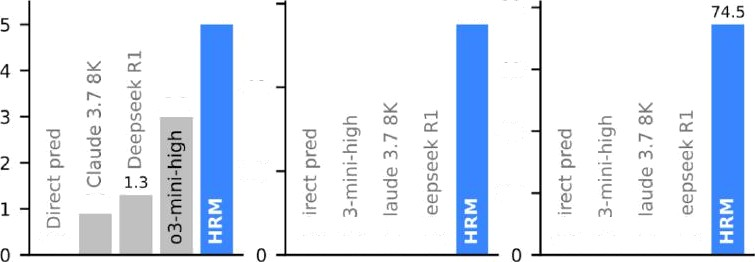 5
4
3
2
1
0
Direct pred
Claude 3.7 8K
1.3 Deepseek R1
o3-mini-high
HRM
0
irect pred
3-mini-high
laude 3.7 8K
eepseek R1
HRM
0
74.5
irect pred
3-mini-high
laude 3.7 8K
eepseek R1
HRM